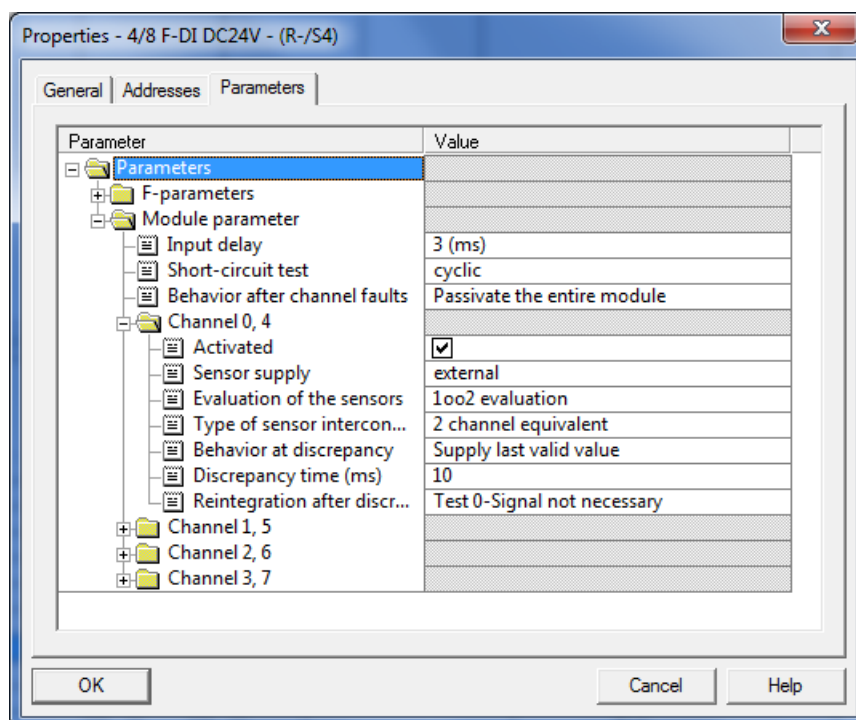 Properties - 4/8 F-DI DC24V - (R-/S4)
General Addresses Parameters
Parameter Value
Parameters
F-parameters
Module parameter
Input delay 3 (ms)
Short-circuit test cyclic
Behavior after channel faults Passivate the entire module
Channel 0, 4
Activated
Sensor supply external
Evaluation of the sensors 1oo2 evaluation
Type of sensor intercon... 2 channel equivalent
Behavior at discrepancy Supply last valid value
Discrepancy time (ms) 10
Reintegration after discr... Test 0-Signal not necessary
Channel 1, 5
Channel 2, 6
Channel 3, 7
OK Cancel Help